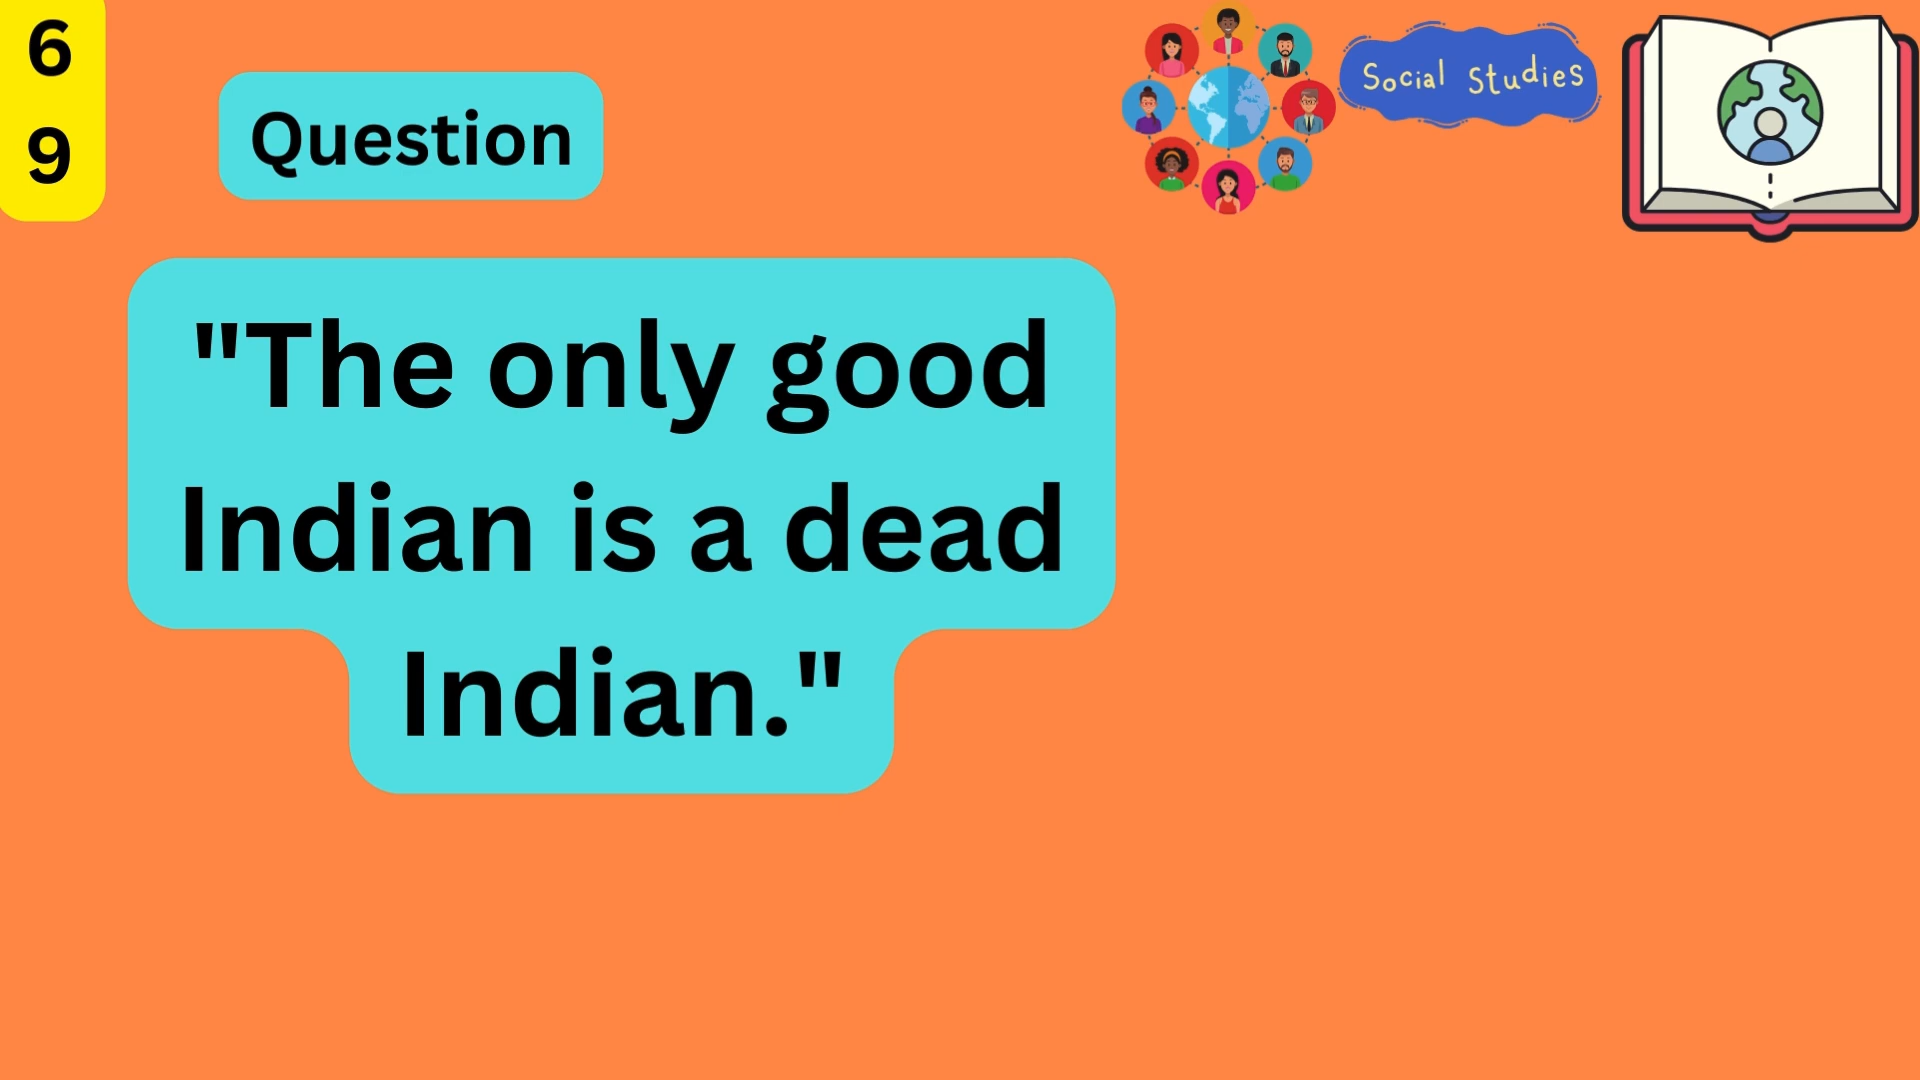 6
9
Question
Social Studies
"The only good
Indian is a dead
Indian."